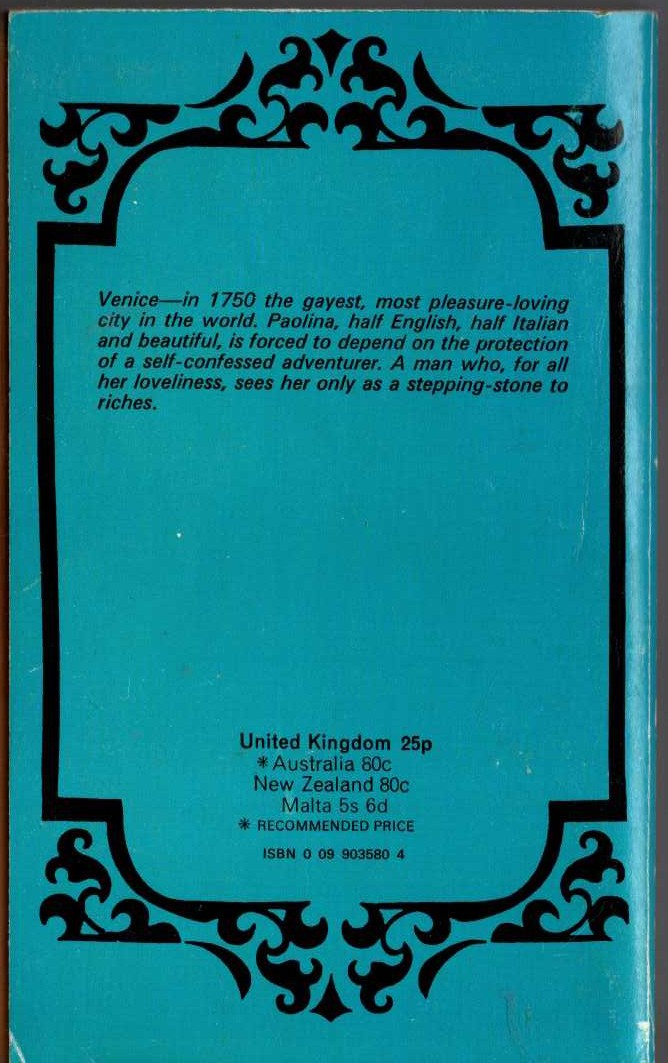 Venice—in 1750 the gayest, most pleasure-loving
city in the world. Paolina, half English, half Italian
and beautiful, is forced to depend on the protection
of a self-confessed adventurer. A man who, for all
her loveliness, sees her only as a stepping-stone to
riches.
United Kingdom 25p
*Australia 80c
New Zealand 80c
Malta 5s 6d
* RECOMMENDED PRICE
ISBN 0 09 903580 4